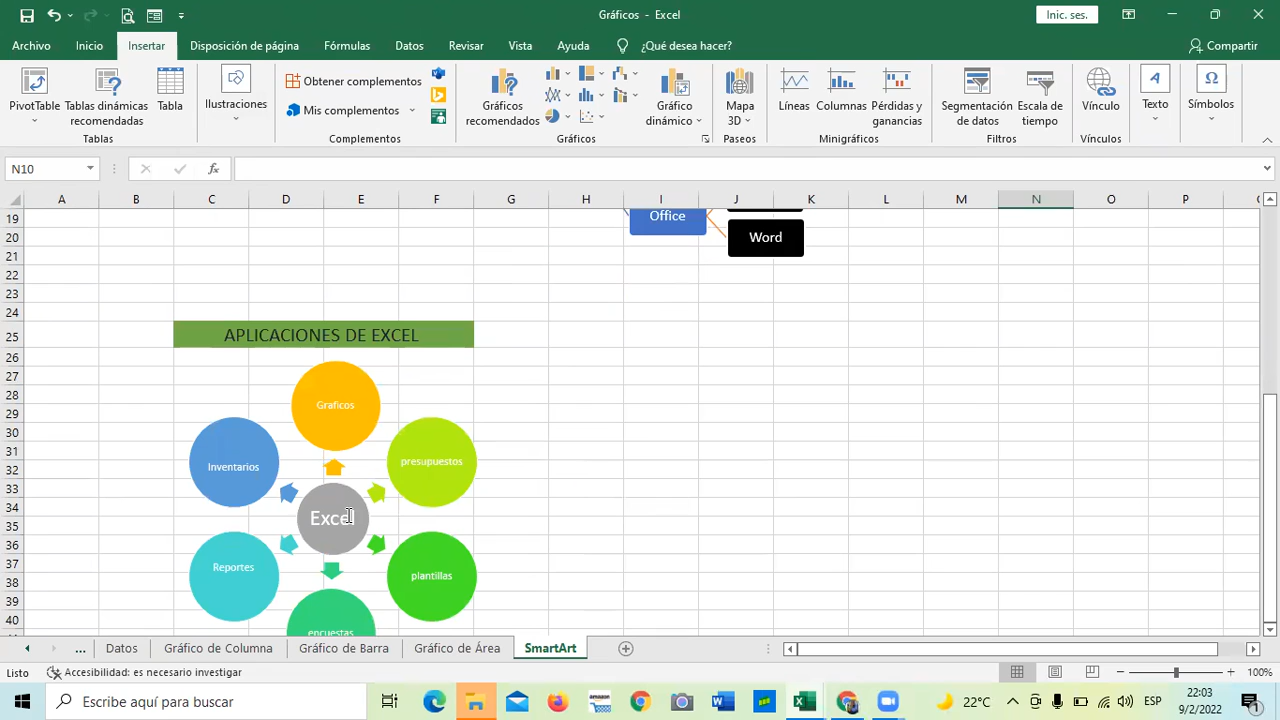 Gráficos - Excel
Inic. ses.
Archivo Inicio Insertar Disposición de página Fórmulas Datos Revisar Vista Ayuda ¿Qué desea hacer? Compartir
PivotTable
Tablas dinámicas recomendadas
Tabla
Tablas
Ilustraciones
Obtener complementos
Mis complementos
Complementos
Gráficos recomendados
Gráfico dinámico
Gráficos
Mapa 3D
Paseos
Líneas
Columnas
Pérdidas y ganancias
Minigráficos
Segmentación de datos
Escala de tiempo
Filtros
Vínculo
Vínculos
Texto
Símbolos
N10
fx
A B C D E F G H I J K L M N O P
19
20
21
22
23
24
25
26
27
28
29
30
31
32
33
34
35
36
37
38
39
40
Office
Word
APLICACIONES DE EXCEL
Graficos
Inventarios
presupuestos
Excel
Reportes
plantillas
encuestas
... Datos Gráfico de Columna Gráfico de Barra Gráfico de Área SmartArt
Listo Accesibilidad: es necesario investigar 100%
Escribe aquí para buscar
22°C
ESP
22:03
9/2/2022